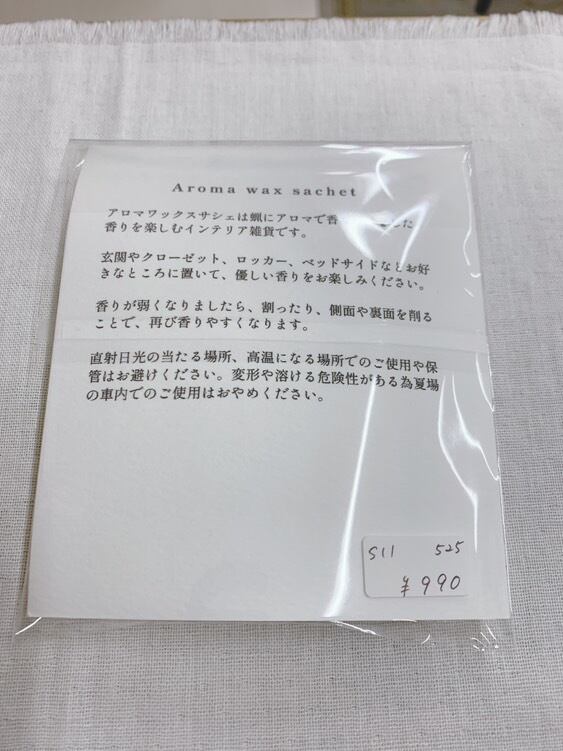 Aroma wax sachet
アロマワックスサシェは蝋にアロマで香 た
香りを楽しむインテリア雑貨です。
玄関やクローゼット、ロッカー、ベッドサイドなどお好
きなところに置いて、優しい香りをお楽しみください。
香りが弱くなりましたら、割ったり、側面や裏面を削る
ことで、再び香りやすくなります。
直射日光の当たる場所、高温になる場所でのご使用や保
管はお避けください。変形や溶ける危険性がある為夏場
の車内でのご使用はおやめください。
S11 525
¥990